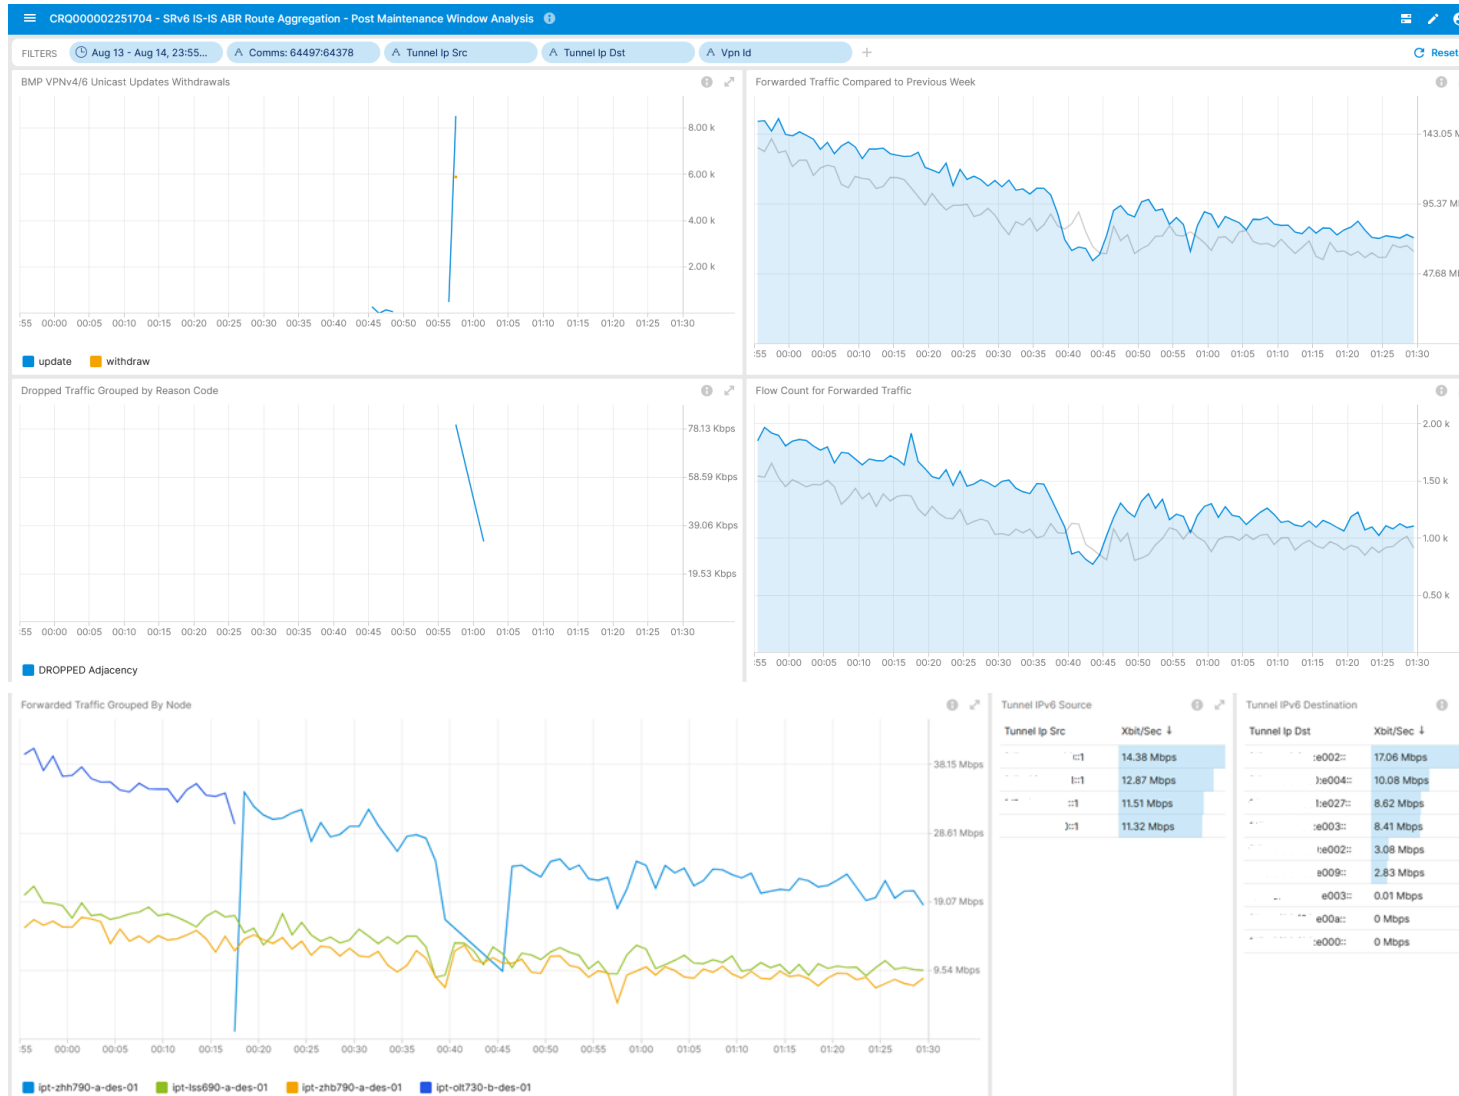 CRQ000002251704 - SRv6 IS-IS ABR Route Aggregation - Post Maintenance Window Analysis
FILTERS Aug 13 - Aug 14, 23:55... Comms: 64497:64378 Tunnel Ip Src Tunnel Ip Dst Vpn Id Reset
BMP VPNv4/6 Unicast Updates Withdrawals
8.00 k
6.00 k
4.00 k
2.00 k
:55 00:00 00:05 00:10 00:15 00:20 00:25 00:30 00:35 00:40 00:45 00:50 00:55 01:00 01:05 01:10 01:15 01:20 01:25 01:30
update withdraw
Forwarded Traffic Compared to Previous Week
143.05 M
95.37 M
47.68 M
:55 00:00 00:05 00:10 00:15 00:20 00:25 00:30 00:35 00:40 00:45 00:50 00:55 01:00 01:05 01:10 01:15 01:20 01:25 01:30
Dropped Traffic Grouped by Reason Code
78.13 Kbps
58.59 Kbps
39.06 Kbps
19.53 Kbps
:55 00:00 00:05 00:10 00:15 00:20 00:25 00:30 00:35 00:40 00:45 00:50 00:55 01:00 01:05 01:10 01:15 01:20 01:25 01:30
DROPPED Adjacency
Flow Count for Forwarded Traffic
2.00 k
1.50 k
1.00 k
0.50 k
:55 00:00 00:05 00:10 00:15 00:20 00:25 00:30 00:35 00:40 00:45 00:50 00:55 01:00 01:05 01:10 01:15 01:20 01:25 01:30
Forwarded Traffic Grouped By Node
38.15 Mbps
28.61 Mbps
19.07 Mbps
9.54 Mbps
:55 00:00 00:05 00:10 00:15 00:20 00:25 00:30 00:35 00:40 00:45 00:50 00:55 01:00 01:05 01:10 01:15 01:20 01:25 01:30
ipt-zhh790-a-des-01 ipt-lss690-a-des-01 ipt-zhb790-a-des-01 ipt-olt730-b-des-01
Tunnel IPv6 Source
Tunnel Ip Src Xbit/Sec ↓
::1 14.38 Mbps
::1 12.87 Mbps
::1 11.51 Mbps
::1 11.32 Mbps
Tunnel IPv6 Destination
Tunnel Ip Dst Xbit/Sec ↓
:e002:: 17.06 Mbps
:e004:: 10.08 Mbps
:e027:: 8.62 Mbps
:e003:: 8.41 Mbps
:e002:: 3.08 Mbps
e009:: 2.83 Mbps
e003:: 0.01 Mbps
e00a:: 0 Mbps
:e000:: 0 Mbps